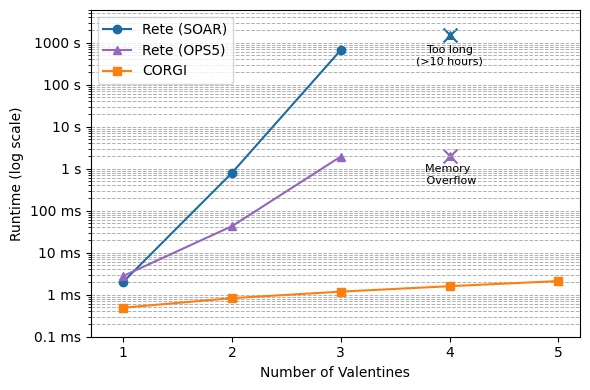 Rete (SOAR)
Rete (OPS5)
CORGI
Too long
(>10 hours)
Memory
Overflow
1000 s
100 s
10 s
1 s
100 ms
10 ms
1 ms
0.1 ms
Runtime (log scale)
1 2 3 4 5
Number of Valentines